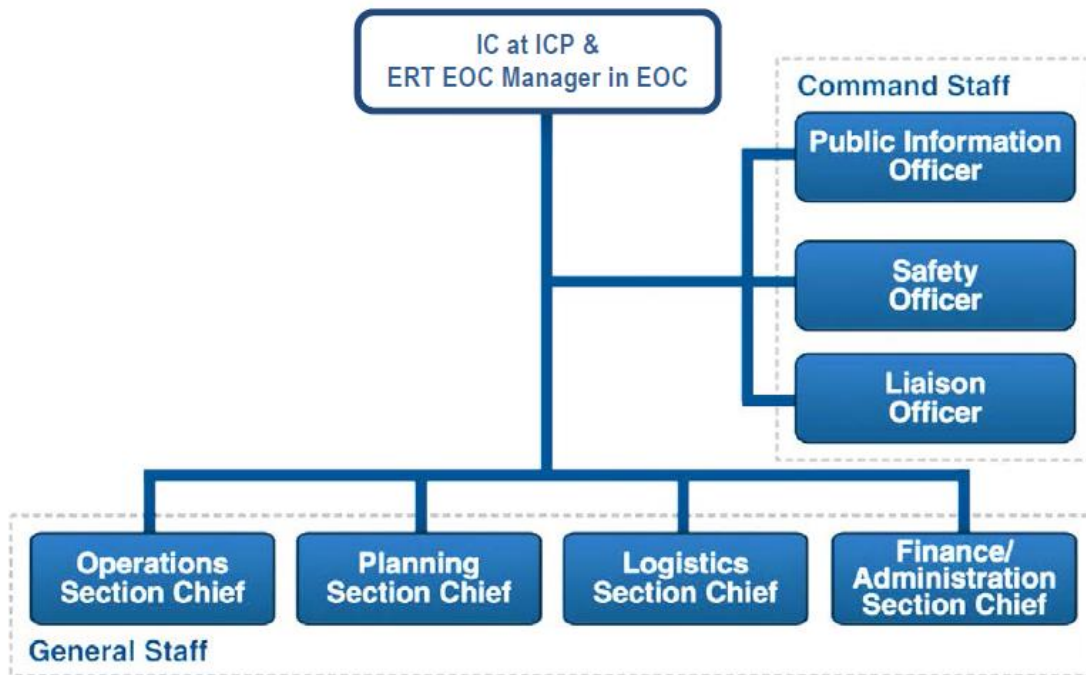 IC at ICP &
ERT EOC Manager in EOC
Command Staff
Public Information
Officer
Safety
Officer
Liaison
Officer
Operations
Section Chief
Planning
Section Chief
Logistics
Section Chief
Finance/
Administration
Section Chief
General Staff